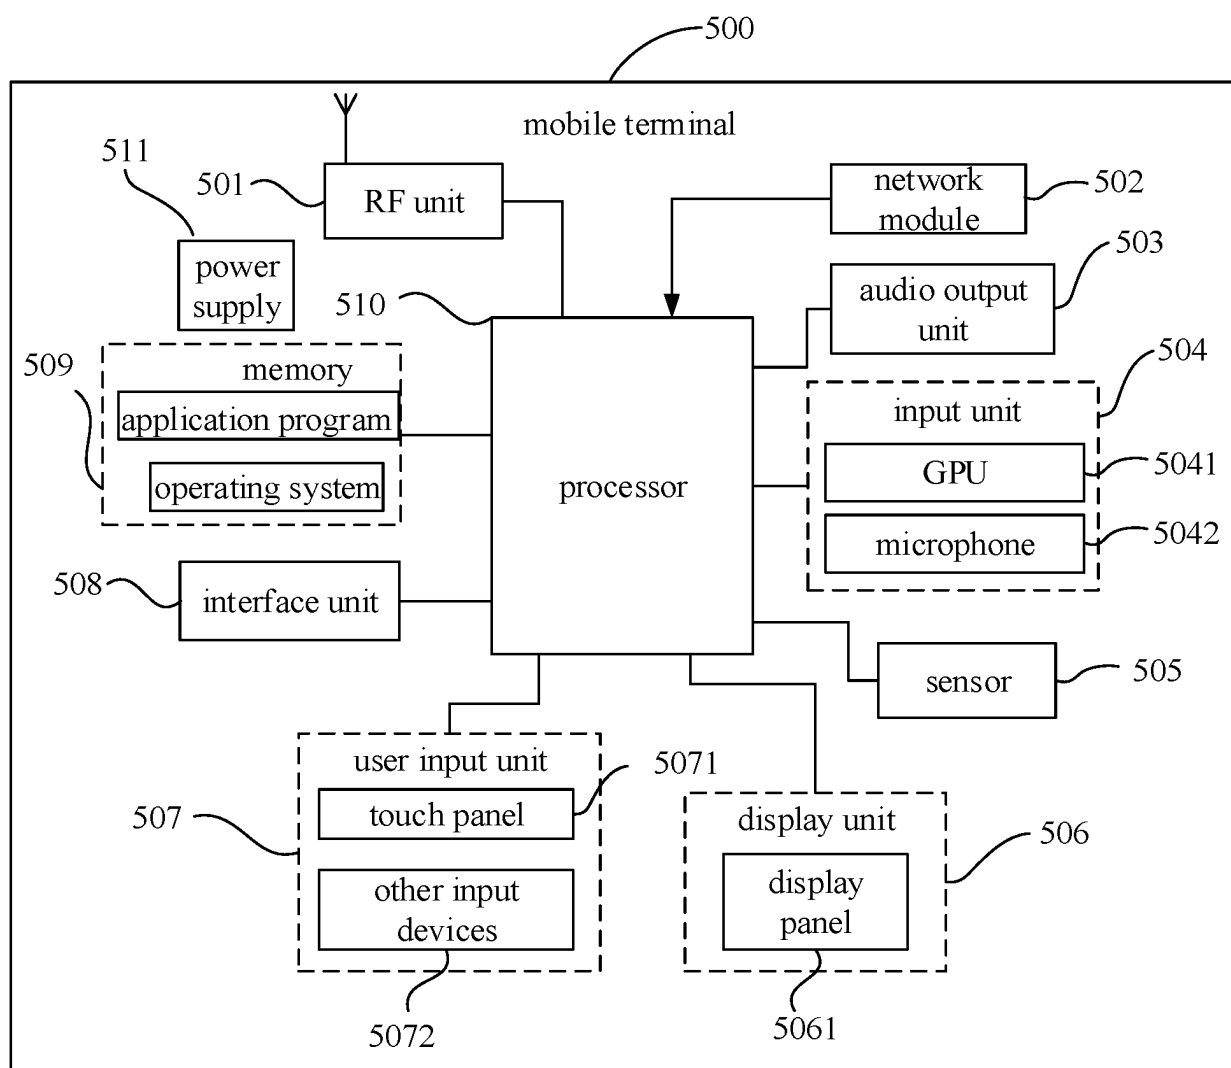 500
mobile terminal
511
501
RF unit
network
module
502
power
supply
510
audio output
unit
503
509
memory
application program
operating system
processor
504
input unit
GPU
5041
microphone
5042
508
interface unit
sensor
505
507
user input unit
touch panel
5071
other input
devices
5072
display unit
506
display
panel
5061